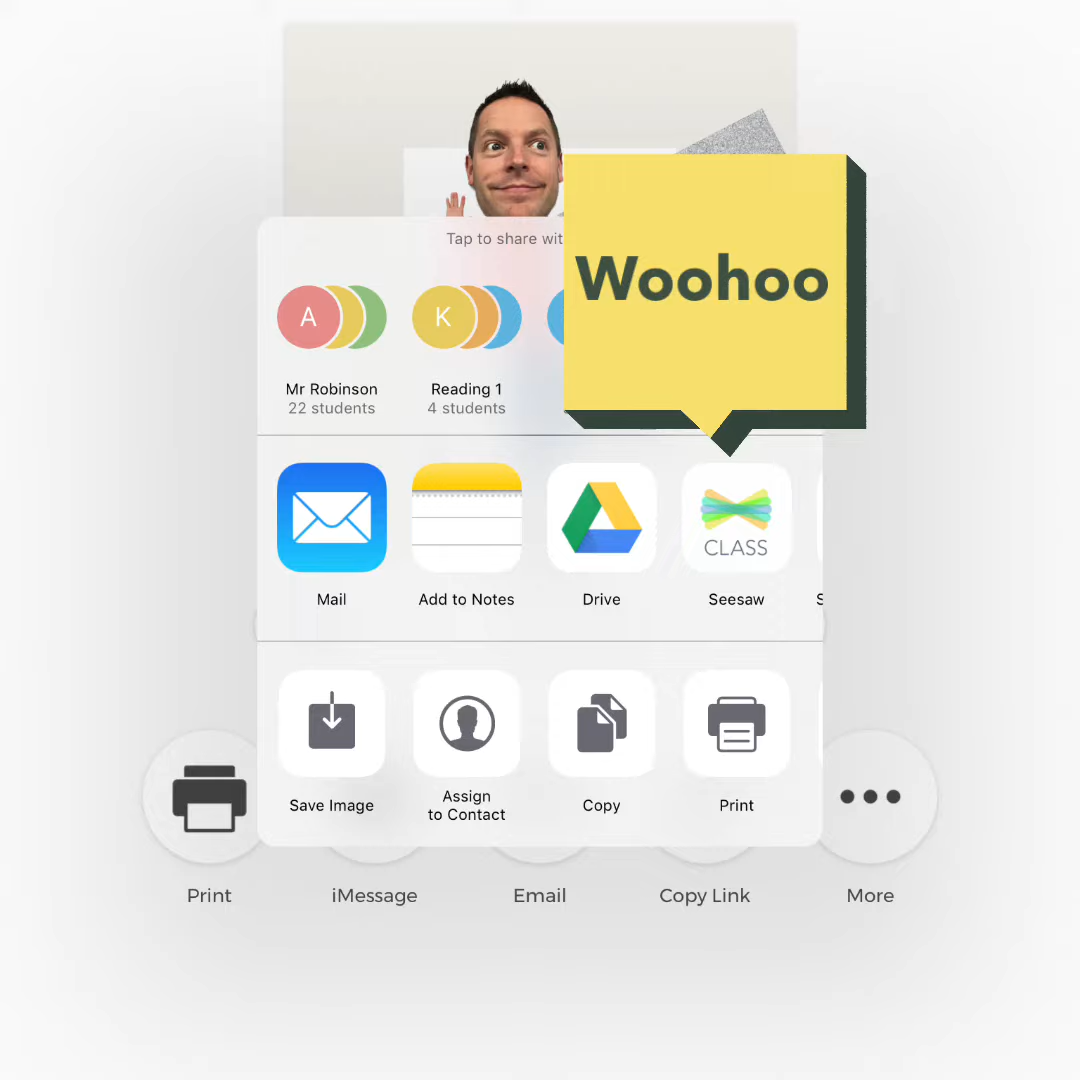 Woohoo
Tap to share
A
K
Mr Robinson
22 students
Reading 1
4 students
CLASS
Mail
Add to Notes
Drive
Seesaw
Save Image
Assign
to Contact
Copy
Print
Print
iMessage
Email
Copy Link
More